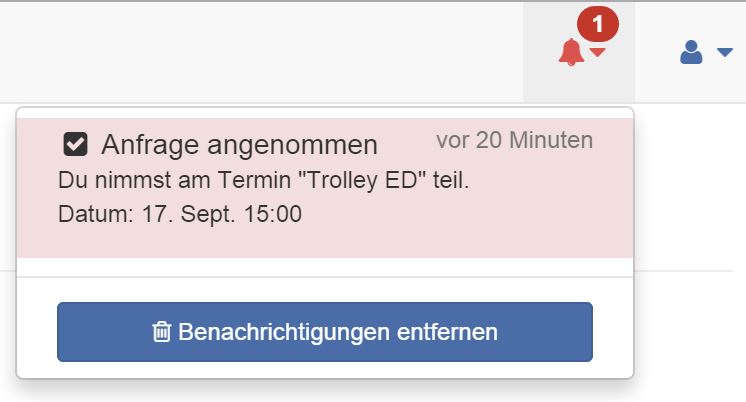 1
Anfrage angenommen vor 20 Minuten
Du nimmst am Termin "Trolley ED" teil.
Datum: 17. Sept. 15:00
Benachrichtigungen entfernen